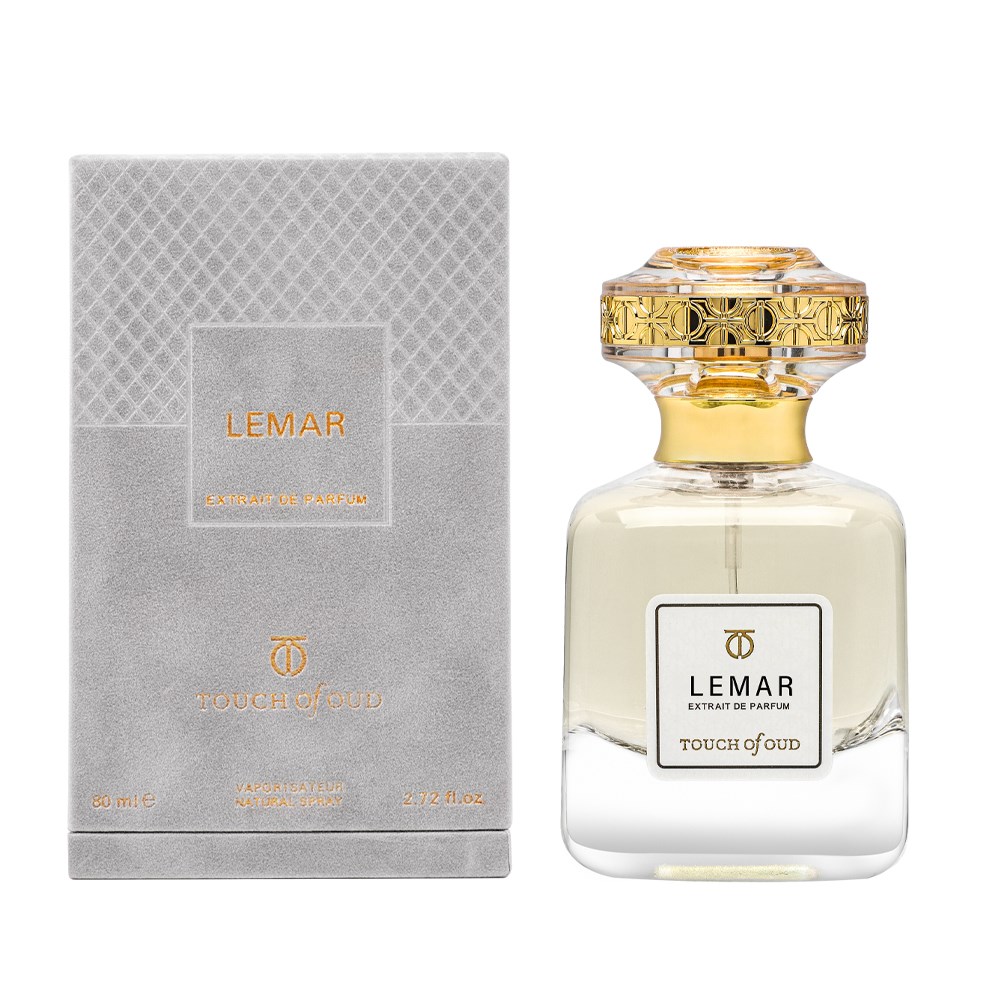 LEMAR
EXTRAIT DE PARFUM
TOUCH of OUD
80 ml e
VAPORISATEUR
NATURAL SPRAY
2.72 fl.oz
LEMAR
EXTRAIT DE PARFUM
TOUCH of OUD